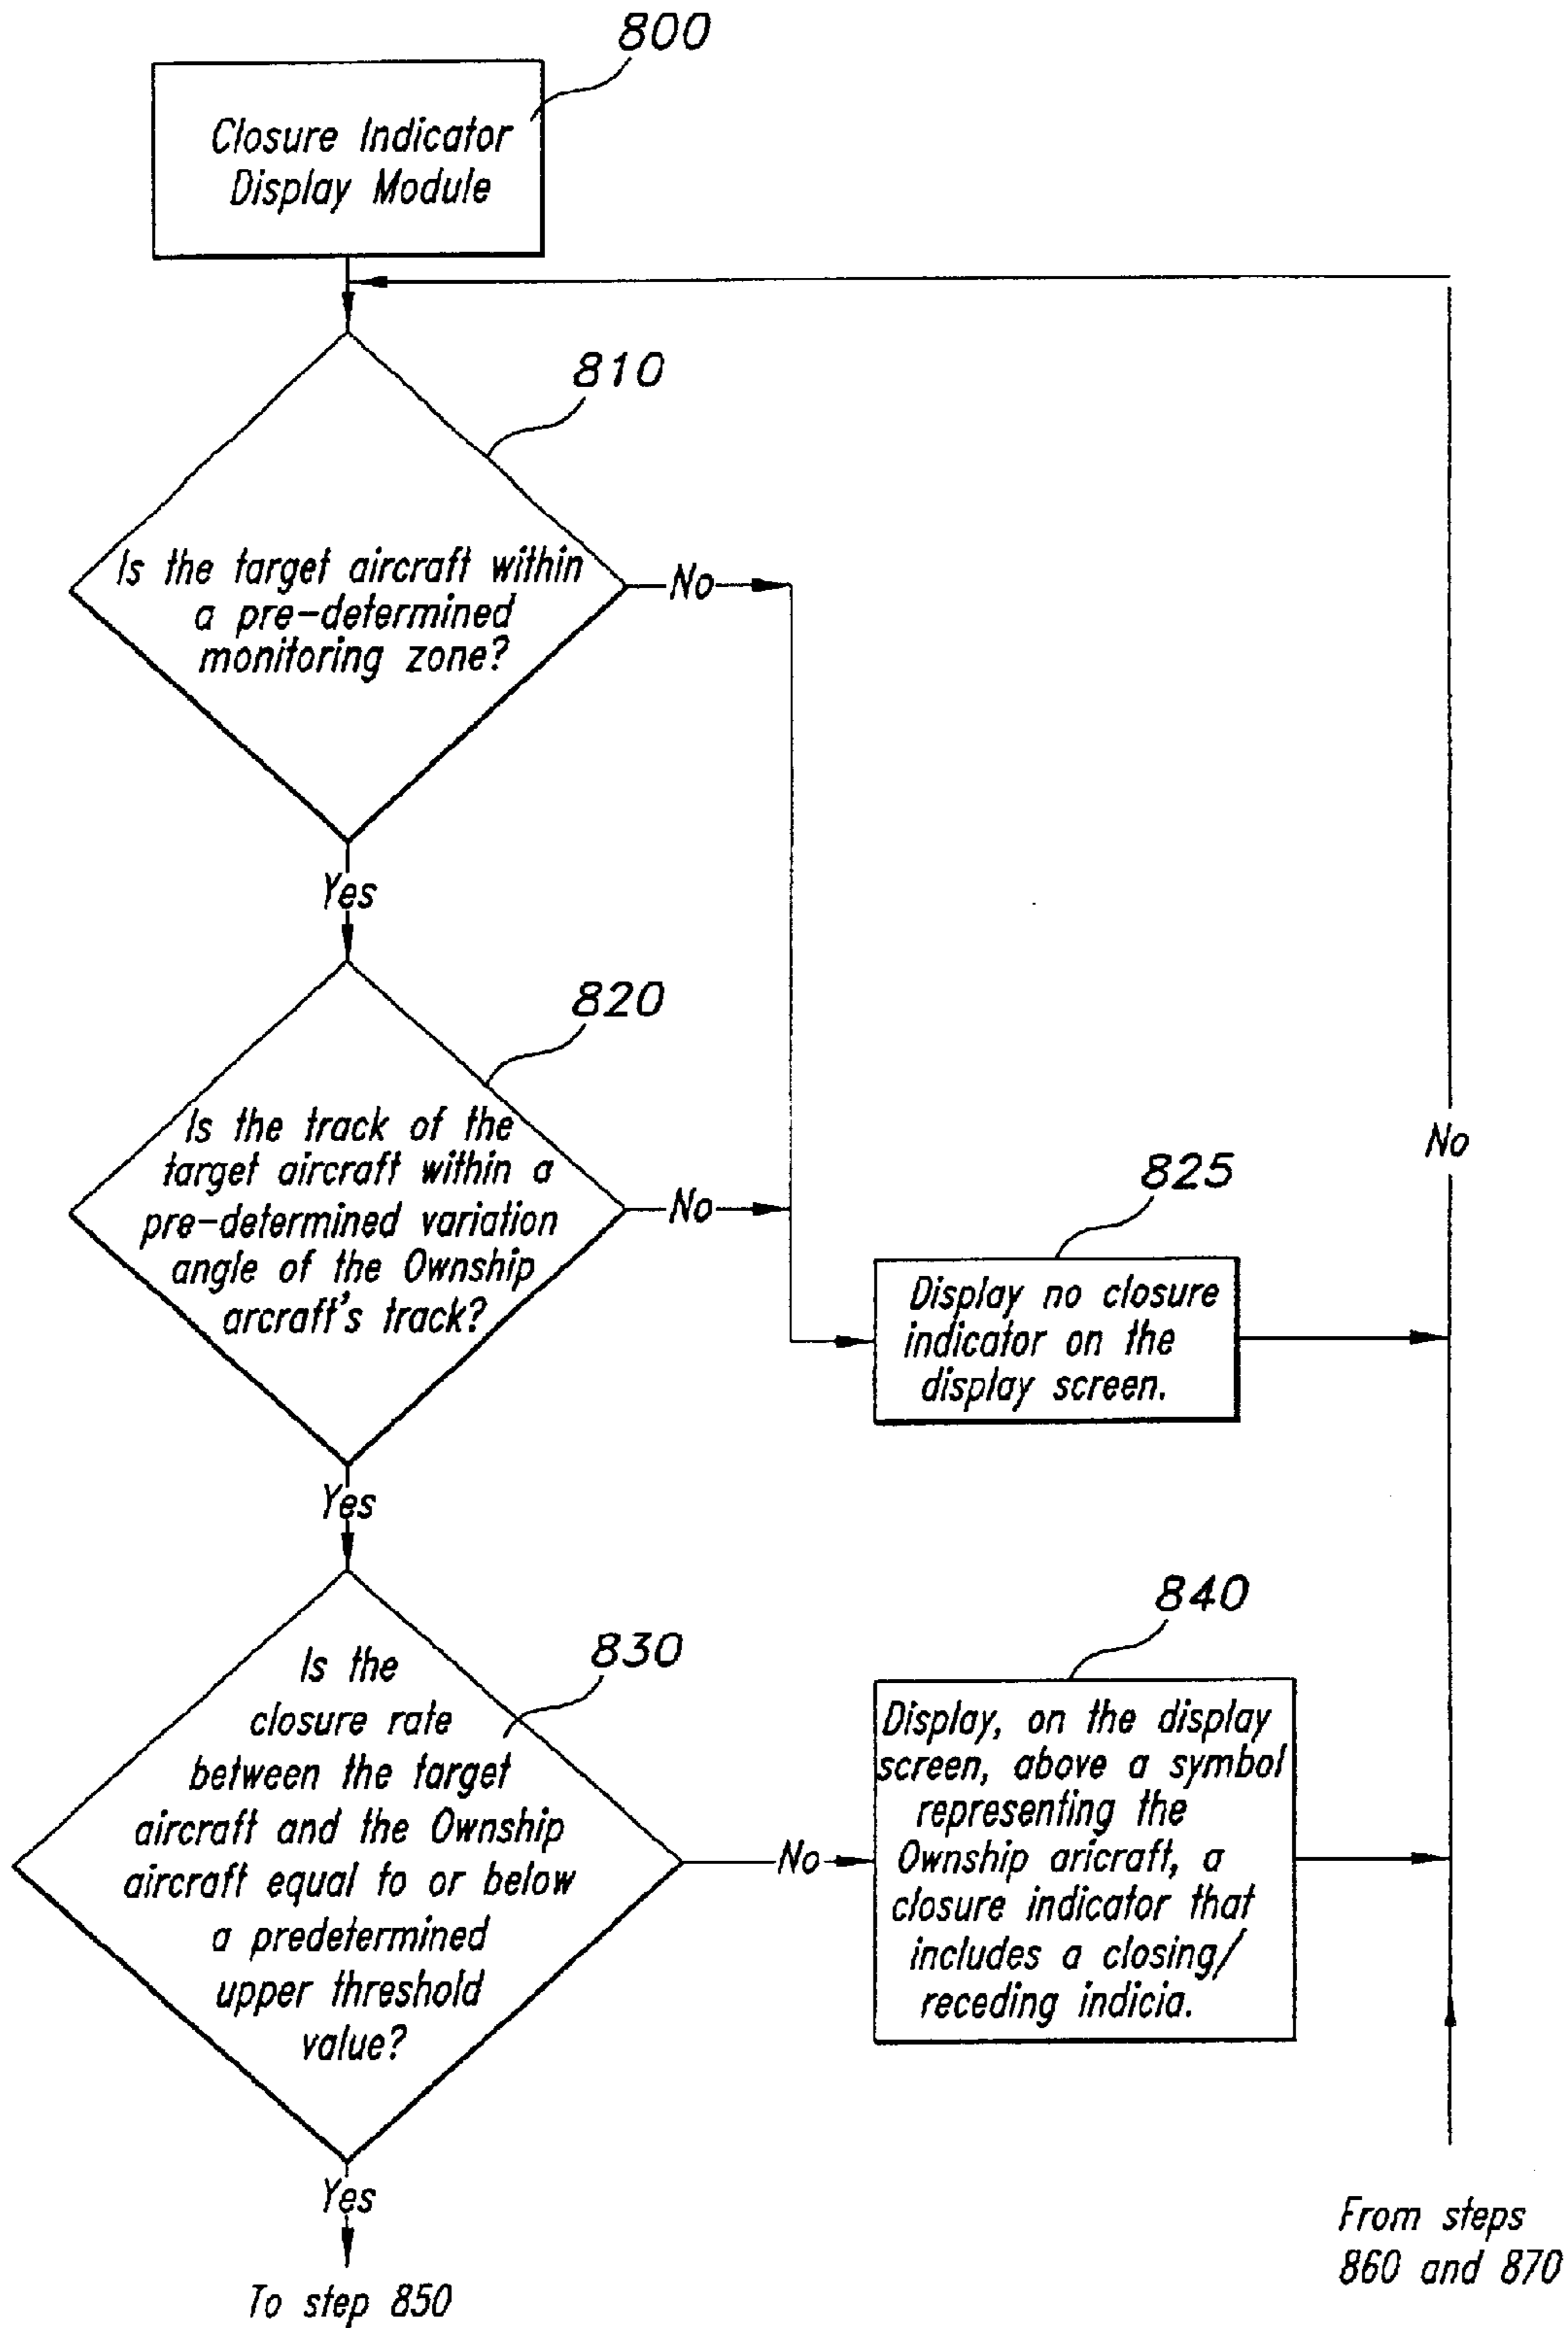 800
Closure Indicator
Display Module
810
Is the target aircraft within
a pre-determined
monitoring zone?
No
Yes
820
Is the track of the
target aircraft within a
pre-determined variation
angle of the Ownship
arcraft's track?
No
No
825
Display no closure
indicator on the
display screen.
Yes
830
Is the
closure rate
between the target
aircraft and the Ownship
aircraft equal to or below
a predetermined
upper threshold
value?
No
840
Display, on the display
screen, above a symbol
representing the
Ownship aricraft, a
closure indicator that
includes a closing/
receding indicia.
Yes
To step 850
From steps
860 and 870